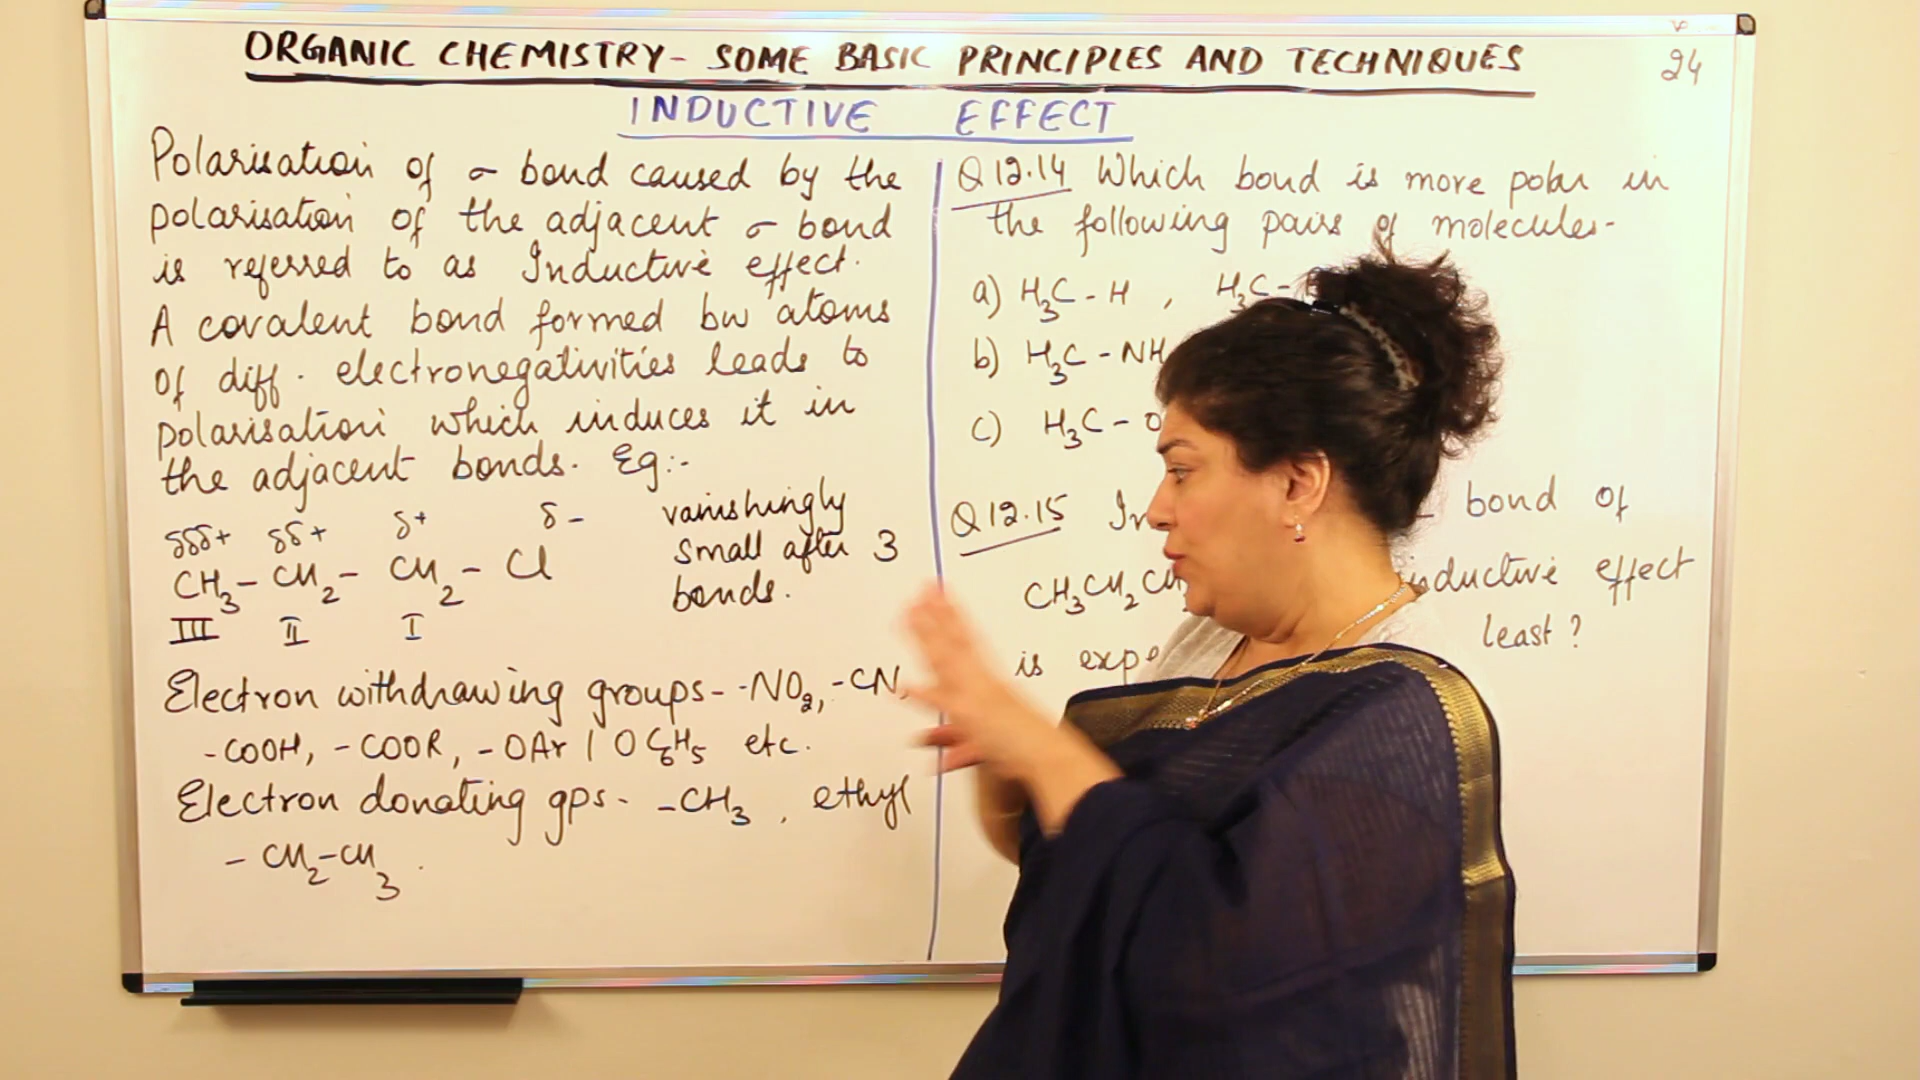 ORGANIC CHEMISTRY - SOME BASIC PRINCIPLES AND TECHNIQUES
24
INDUCTIVE EFFECT
Polarisation of σ bond caused by the
polarisation of the adjacent σ bond
is referred to as Inductive effect.
A covalent bond formed bw atoms
of diff. electronegativities leads to
polarisation which induces it in
the adjacent bonds. Eg:-
δδδ+ δδ+ δ+ δ-
CH₃- CH₂- CH₂- Cl
III II I
vanishingly
small after 3
bonds.
Electron withdrawing groups- -NO₂, -CN,
-COOH, -COOR, -OAr / OC₆H₅ etc.
Electron donating gps- -CH₃, ethyl
-CH₂-CH₃.
Q 12.14 Which bond is more polar in
the following pairs of molecules-
a) H₃C-H , H₃C-
b) H₃C-NH
c) H₃C-O
Q 12.15 bond of
CH₃CH₂CH inductive effect
is least?